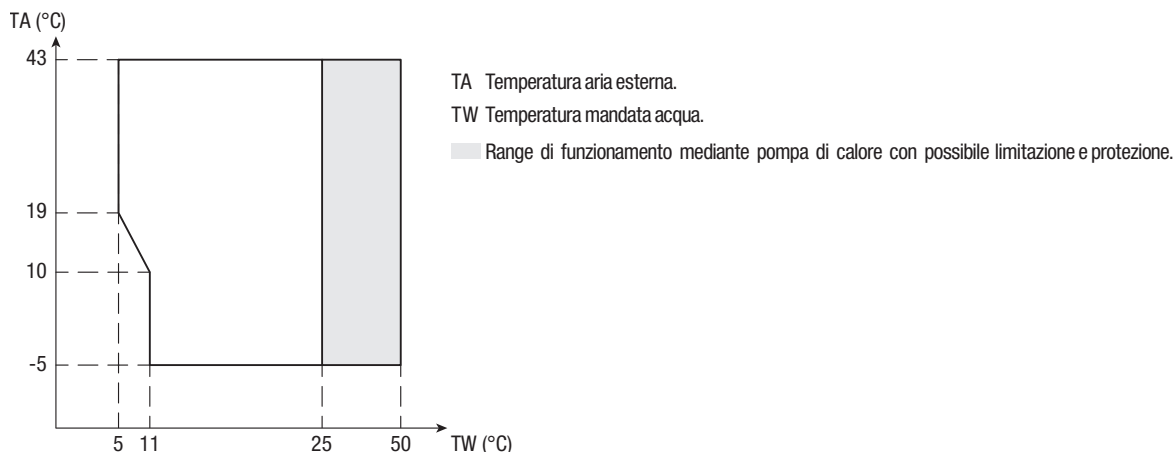 TA (°C)
43
19
10
-5
5 11 25 50 TW (°C)
TA Temperatura aria esterna.
TW Temperatura mandata acqua.
Range di funzionamento mediante pompa di calore con possibile limitazione e protezione.